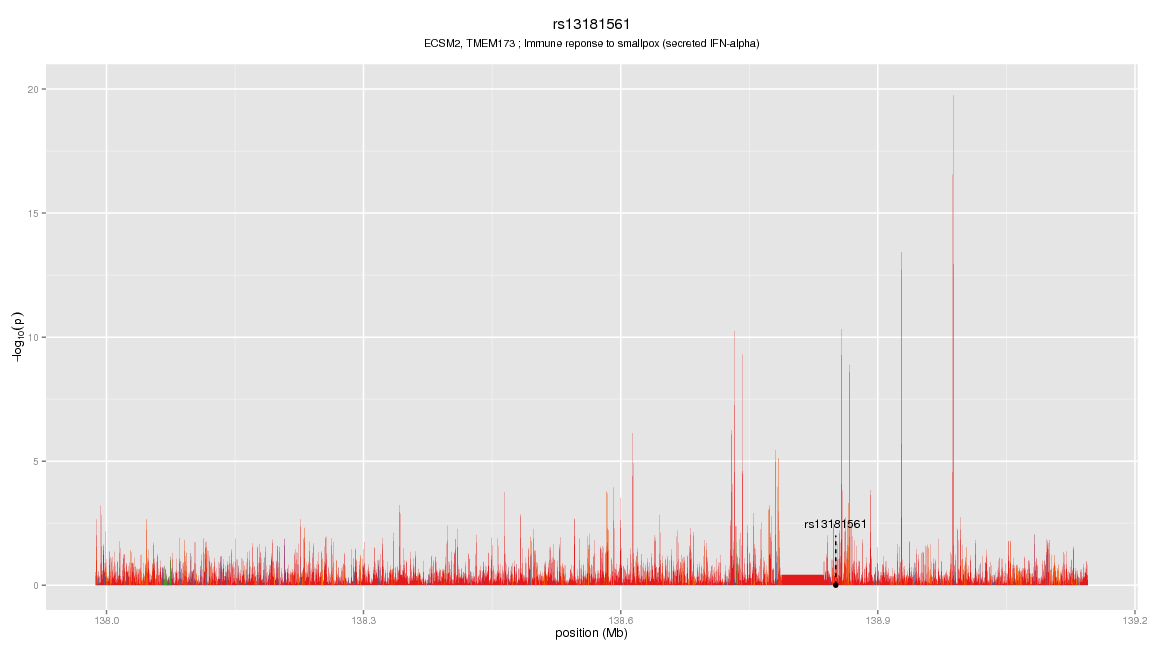 rs13181561
ECSM2, TMEM173 ; Immune reponse to smallpox (secreted IFN-alpha)
20
15
10
5
0
−log10(p)
rs13181561
138.0
138.3
138.6
138.9
139.2
position (Mb)